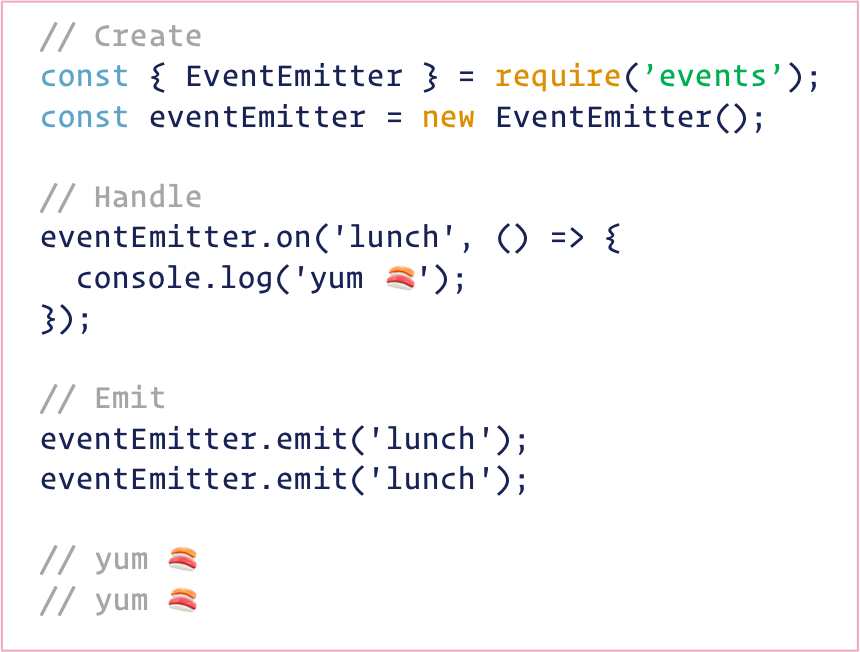 // Create
const { EventEmitter } = require(’events’);
const eventEmitter = new EventEmitter();
// Handle
eventEmitter.on('lunch', () => {
  console.log('yum 🍣');
});
// Emit
eventEmitter.emit('lunch');
eventEmitter.emit('lunch');
// yum 🍣
// yum 🍣